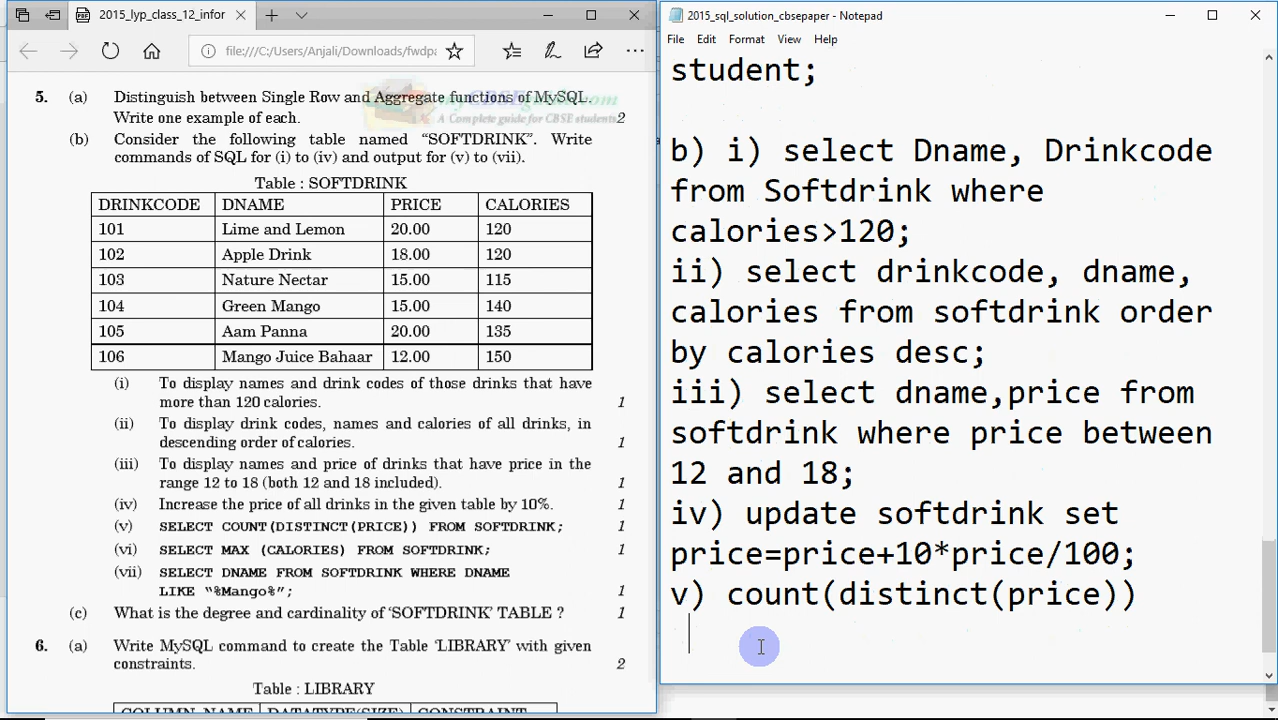 2015_lyp_class_12_infor
file:///C:/Users/Anjali/Downloads/fwdpa
5. (a) Distinguish between Single Row and Aggregate functions of MySQL.
Write one example of each. 2
(b) Consider the following table named “SOFTDRINK”. Write
commands of SQL for (i) to (iv) and output for (v) to (vii).
Table : SOFTDRINK
DRINKCODE DNAME PRICE CALORIES
101 Lime and Lemon 20.00 120
102 Apple Drink 18.00 120
103 Nature Nectar 15.00 115
104 Green Mango 15.00 140
105 Aam Panna 20.00 135
106 Mango Juice Bahaar 12.00 150
(i) To display names and drink codes of those drinks that have
more than 120 calories. 1
(ii) To display drink codes, names and calories of all drinks, in
descending order of calories. 1
(iii) To display names and price of drinks that have price in the
range 12 to 18 (both 12 and 18 included). 1
(iv) Increase the price of all drinks in the given table by 10%. 1
(v) SELECT COUNT(DISTINCT(PRICE)) FROM SOFTDRINK; 1
(vi) SELECT MAX (CALORIES) FROM SOFTDRINK; 1
(vii) SELECT DNAME FROM SOFTDRINK WHERE DNAME
LIKE “%Mango%”; 1
(c) What is the degree and cardinality of ‘SOFTDRINK’ TABLE ? 1
6. (a) Write MySQL command to create the Table ‘LIBRARY’ with given
constraints. 2
Table : LIBRARY
COLUMN_NAME DATATYPE(SIZE) CONSTRAINT
myCBSEguide.com
A Complete guide for CBSE students
2015_sql_solution_cbsepaper - Notepad
File Edit Format View Help
student;
b) i) select Dname, Drinkcode
from Softdrink where
calories>120;
ii) select drinkcode, dname,
calories from softdrink order
by calories desc;
iii) select dname,price from
softdrink where price between
12 and 18;
iv) update softdrink set
price=price+10*price/100;
v) count(distinct(price))